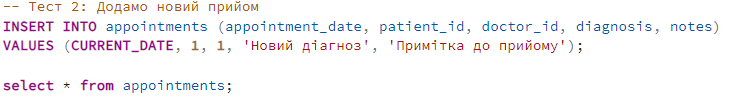 -- Тест 2: Додамо новий прийом
INSERT INTO appointments (appointment_date, patient_id, doctor_id, diagnosis, notes)
VALUES (CURRENT_DATE, 1, 1, 'Новий діагноз', 'Примітка до прийому');
select * from appointments;